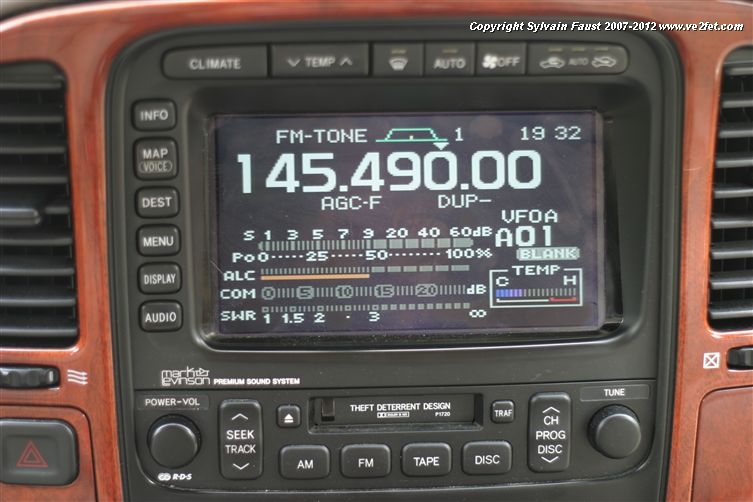 Copyright Sylvain Faust 2007-2012 www.ve2fet.com
CLIMATE TEMP AUTO OFF AUTO
INFO
MAP
VOICE
DEST
MENU
DISPLAY
AUDIO
FM-TONE 1 19 32
145.490.00
AGC-F DUP-
VFOA
A01
BLANK
S 1 3 5 7 9 20 40 60dB
Po 0 25 50 100%
ALC
COM 0 5 10 15 20 dB
SWR 1 1.5 2 3 ∞
TEMP
C H
mark levinson PREMIUM SOUND SYSTEM
POWER-VOL
SEEK
TRACK
THEFT DETERRENT DESIGN
P1720
TRAF
CH
PROG
DISC
TUNE
R·D·S
AM FM TAPE DISC